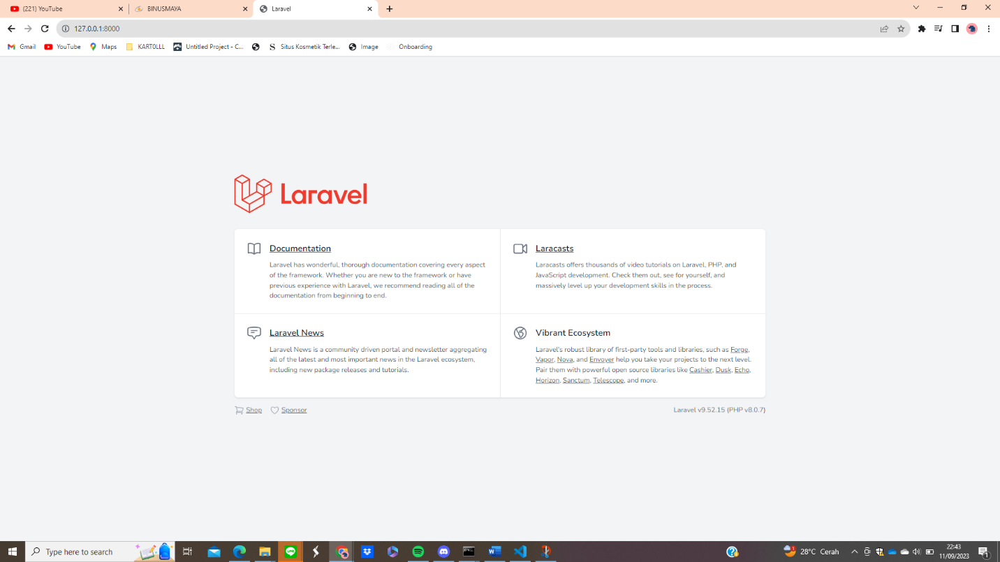 (221) YouTube
BINUSMAYA
Laravel
127.0.0.1:8000
Gmail
YouTube
Maps
KART0LLL
Untitled Project - C...
Situs Kosmetik Terle...
Image
Onboarding
Laravel
Documentation
Laravel has wonderful, thorough documentation covering every aspect
of the framework. Whether you are new to the framework or have
previous experience with Laravel, we recommend reading all of the
documentation from beginning to end.
Laracasts
Laracasts offers thousands of video tutorials on Laravel, PHP, and
JavaScript development. Check them out, see for yourself, and
massively level up your development skills in the process.
Laravel News
Laravel News is a community driven portal and newsletter aggregating
all of the latest and most important news in the Laravel ecosystem,
including new package releases and tutorials.
Vibrant Ecosystem
Laravel's robust library of first-party tools and libraries, such as Forge,
Vapor, Nova, and Envoyer help you take your projects to the next level.
Pair them with powerful open source libraries like Cashier, Dusk, Echo,
Horizon, Sanctum, Telescope, and more.
Shop
Sponsor
Laravel v9.52.15 (PHP v8.0.7)
Type here to search
28°C Cerah
22:43
11/09/2023